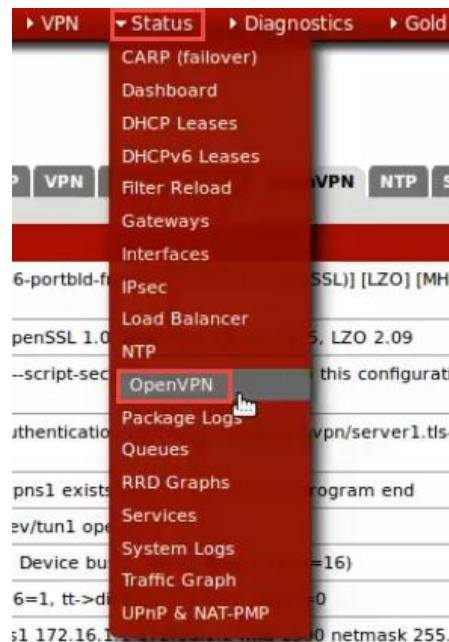 VPN Status Diagnostics Gold
CARP (failover)
Dashboard
DHCP Leases
DHCPv6 Leases
VPN Filter Reload VPN NTP
Gateways
Interfaces
6-portbld-f IPsec SSL)] [LZO] [MH
Load Balancer
penSSL 1.0 , LZO 2.09
NTP
--script-sec OpenVPN this configurati
Package Logs
uthenticatio vpn/server1.tls-
Queues
RRD Graphs
pns1 exists rogram end
Services
ev/tun1 ope
System Logs
Device bu =16)
Traffic Graph
6=1, tt->di =0
UPnP & NAT-PMP
s1 172.16.1 00 netmask 255.